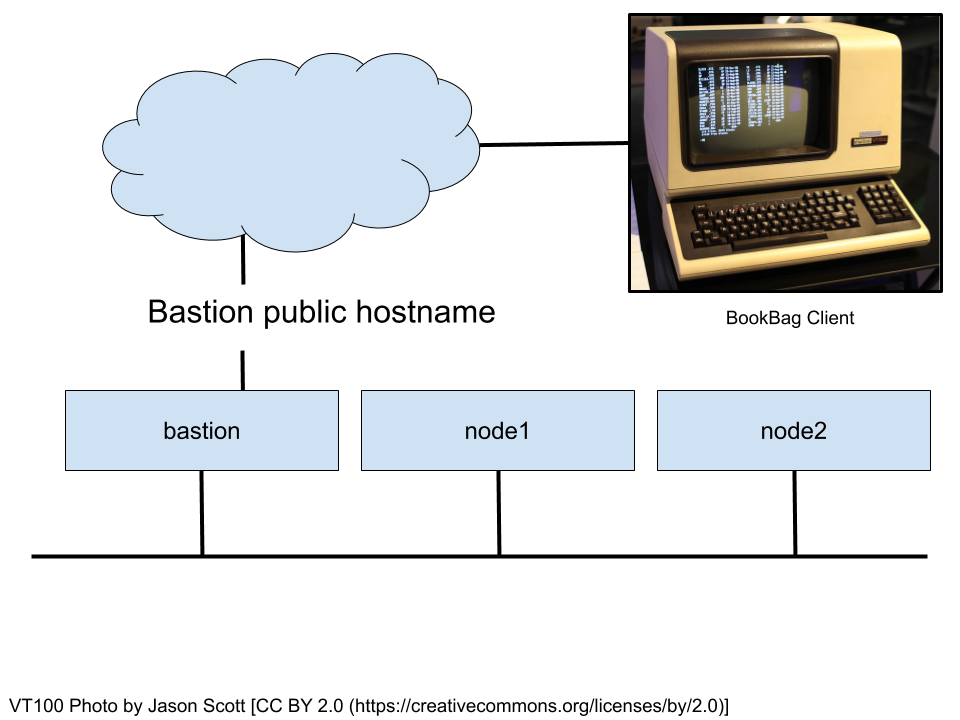 Bastion public hostname
BookBag Client
bastion
node1
node2
VT100 Photo by Jason Scott [CC BY 2.0 (https://creativecommons.org/licenses/by/2.0)]